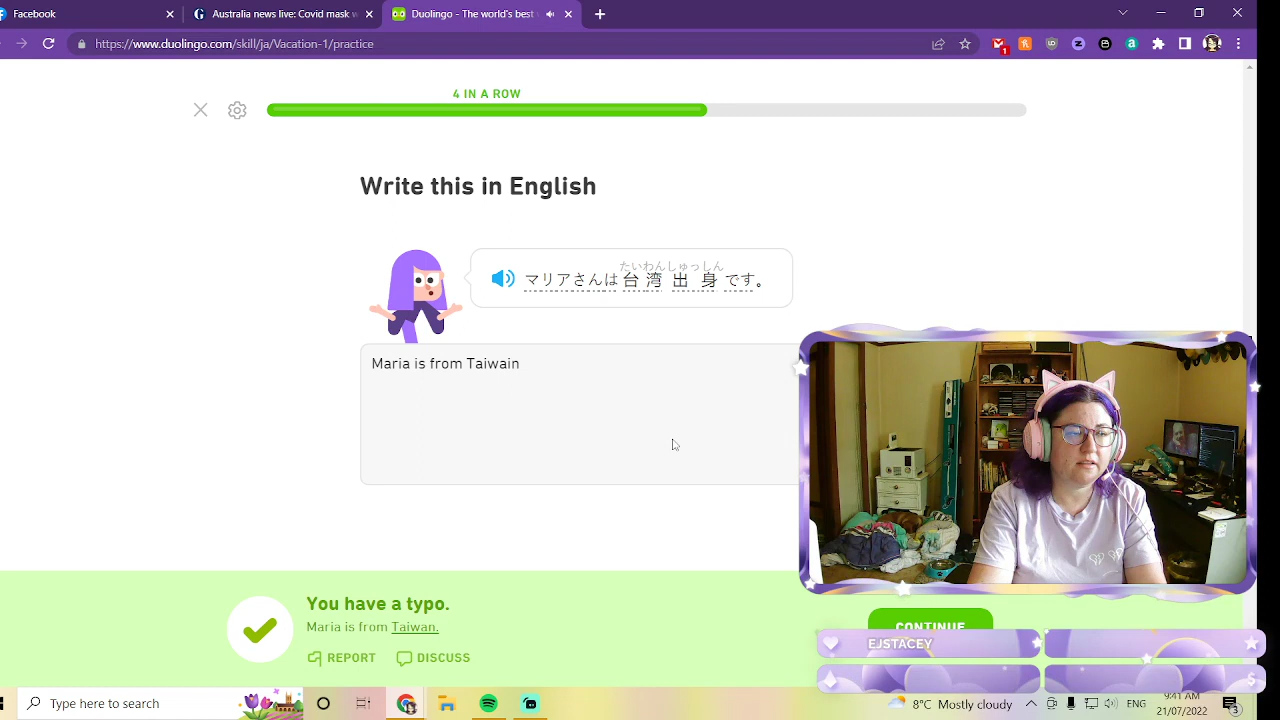 Facebook
Australia news live: Covid mask w
Duolingo - The world's best
https://www.duolingo.com/skill/ja/Vacation-1/practice
1
4 IN A ROW
Write this in English
たいわんしゅっしん
マリアさんは台湾出身です。
Maria is from Taiwain
You have a typo.
Maria is from Taiwan.
REPORT
DISCUSS
CONTINUE
EJSTACEY
Type here to search
8°C Mostly cloudy
9:41 AM
21/07/2022